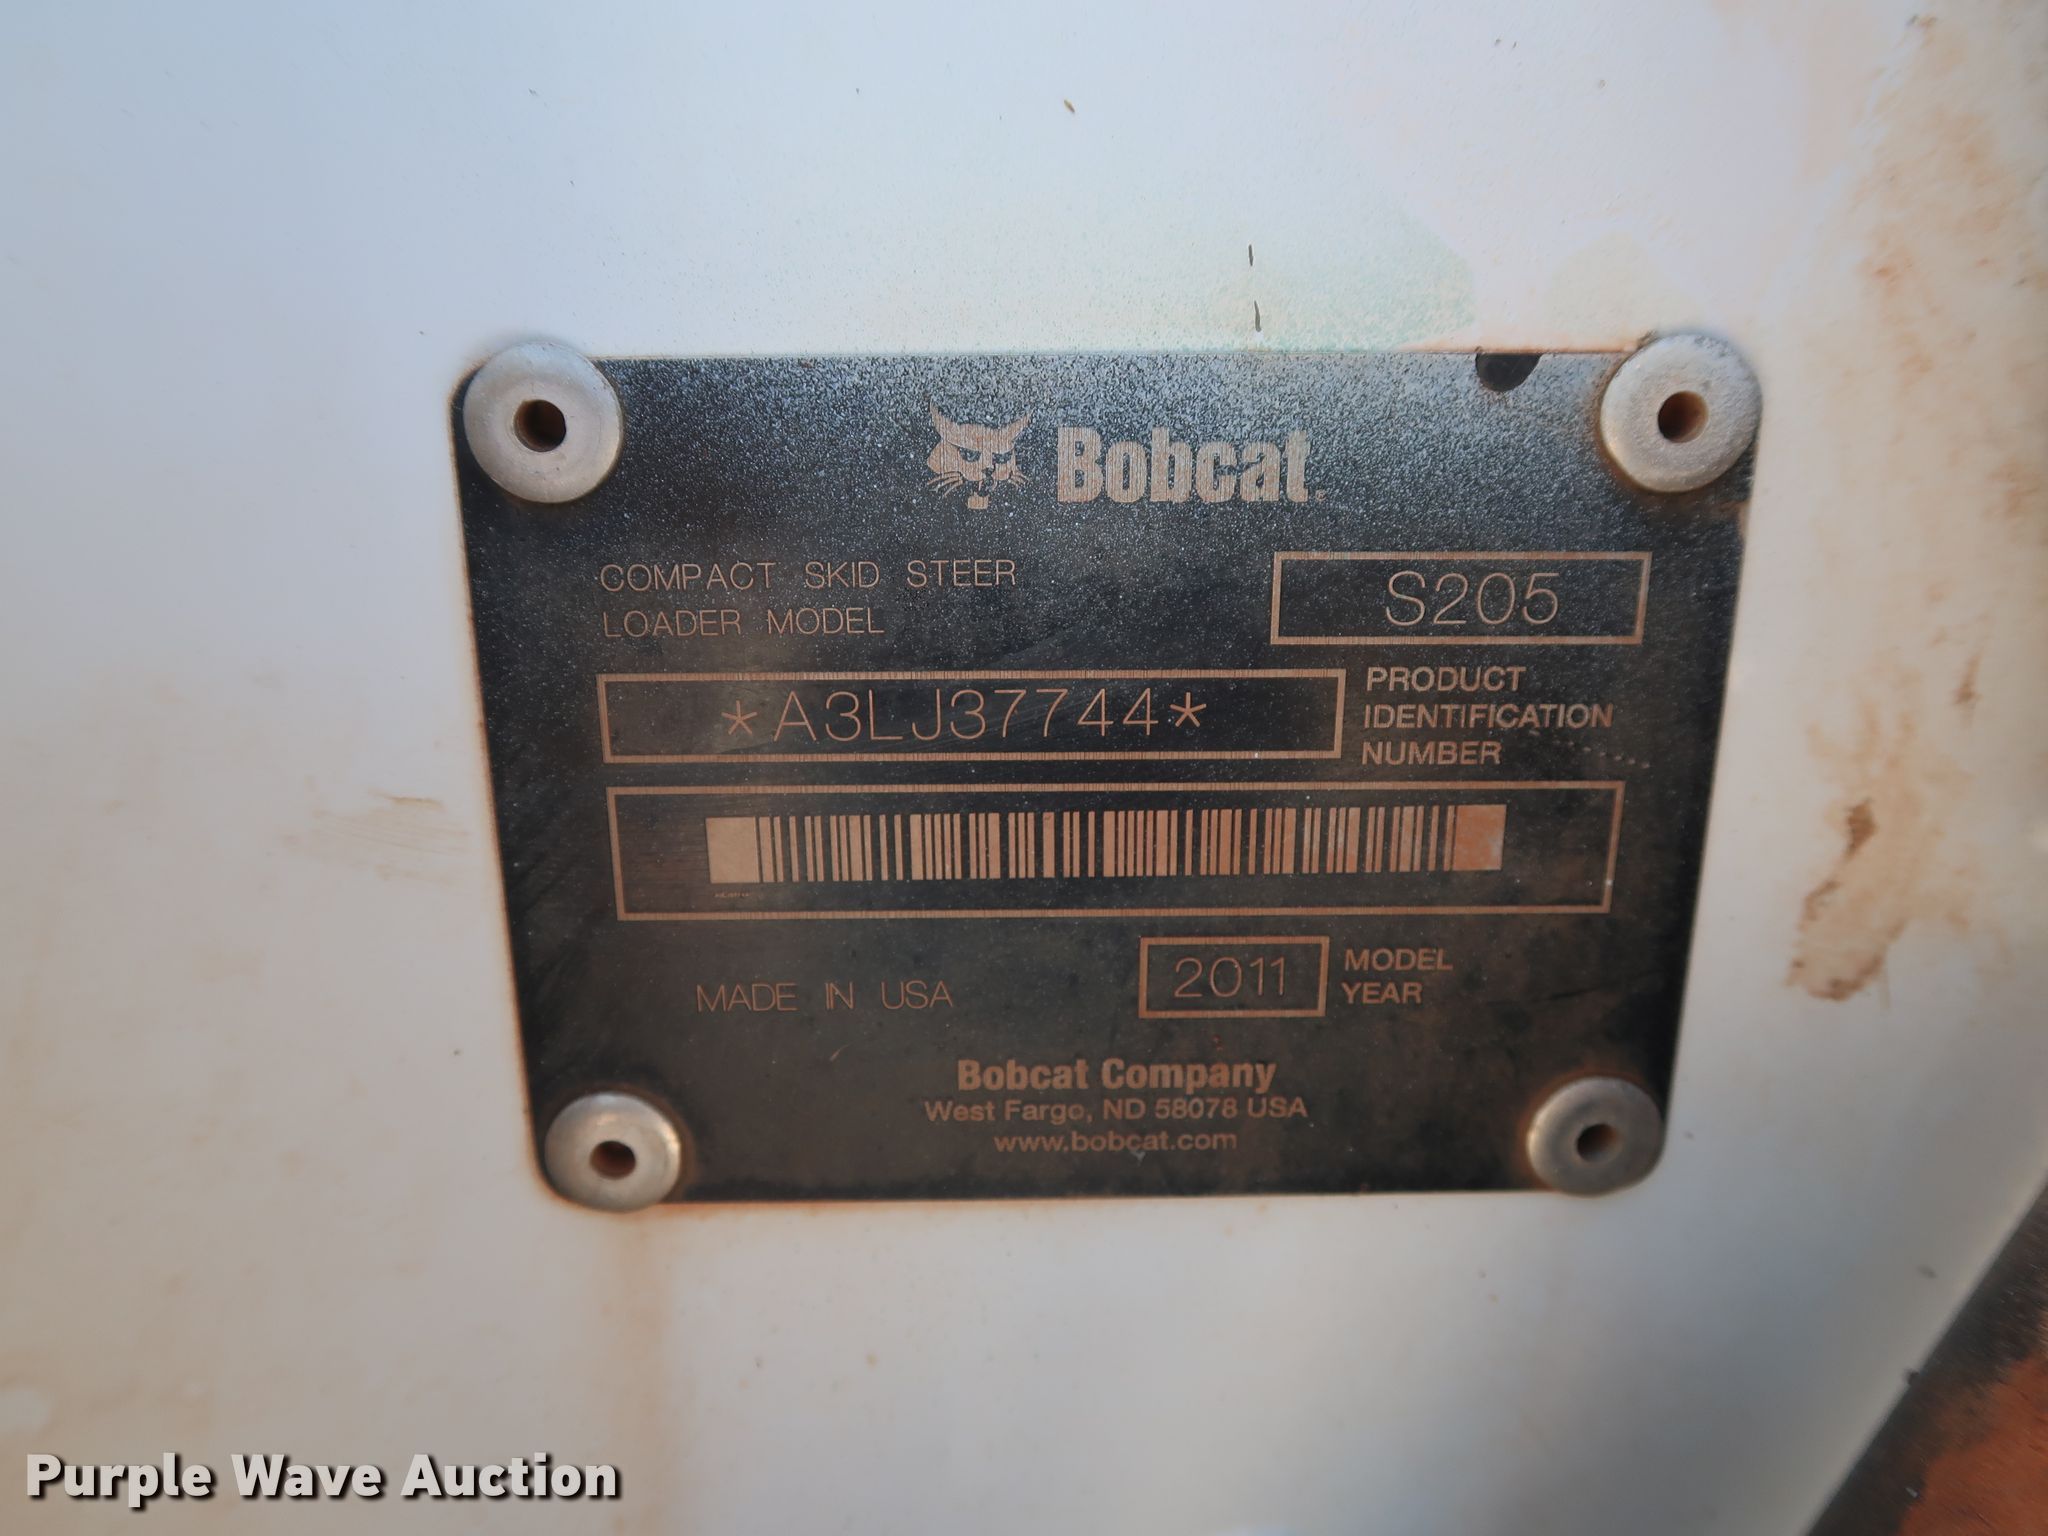 Bobcat
COMPACT SKID STEER
LOADER MODEL
S205
*A3LJ37744*
PRODUCT
IDENTIFICATION
NUMBER
MADE IN USA
2011
MODEL
YEAR
Bobcat Company
West Fargo, ND 58078 USA
www.bobcat.com
Purple Wave Auction